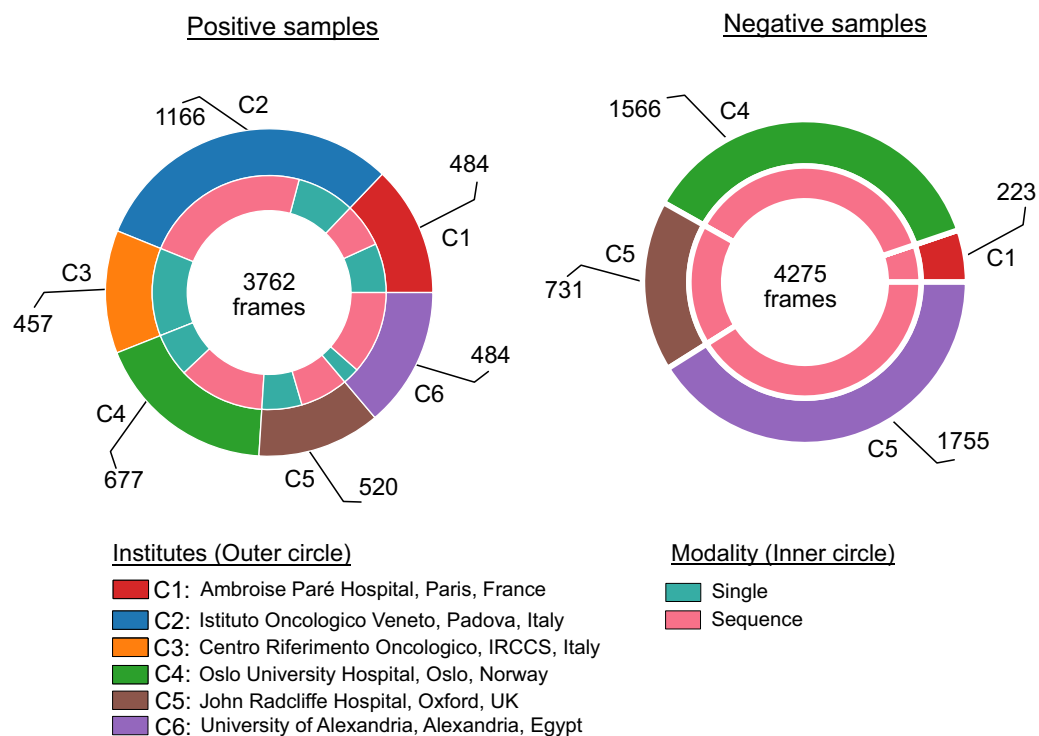 Positive samples
Negative samples
C2
1166
484
C1
C3
457
3762
frames
484
C6
C4
677
C5
520
1566
C4
223
C1
C5
731
4275
frames
C5
1755
Institutes (Outer circle)
C1: Ambroise Paré Hospital, Paris, France
C2: Istituto Oncologico Veneto, Padova, Italy
C3: Centro Riferimento Oncologico, IRCCS, Italy
C4: Oslo University Hospital, Oslo, Norway
C5: John Radcliffe Hospital, Oxford, UK
C6: University of Alexandria, Alexandria, Egypt
Modality (Inner circle)
Single
Sequence